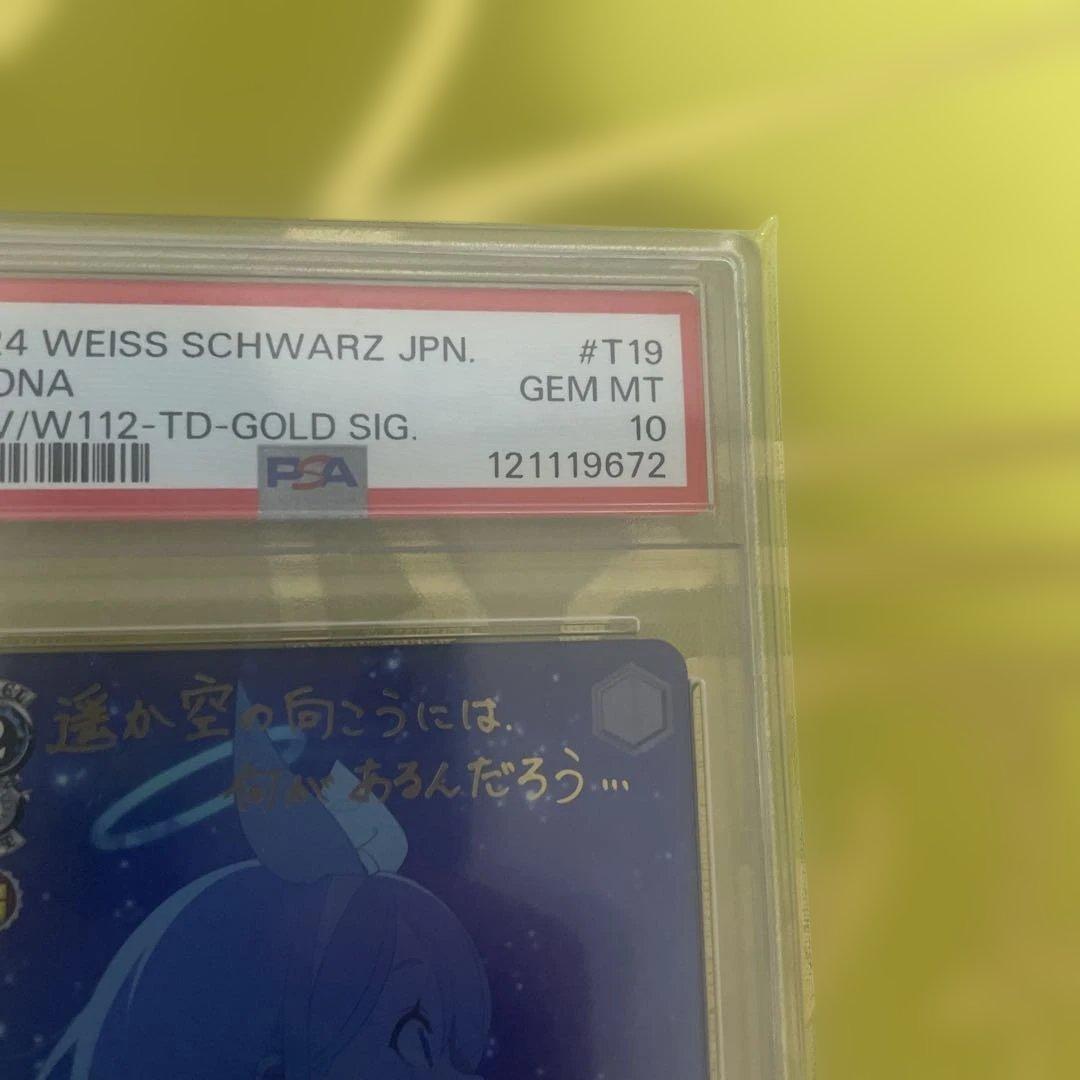 24 WEISS SCHWARZ JPN. #T19
ONA GEM MT
V//W112-TD-GOLD SIG. 10
PSA 121119672
遥か空の向こうには.
何があるんだろう…